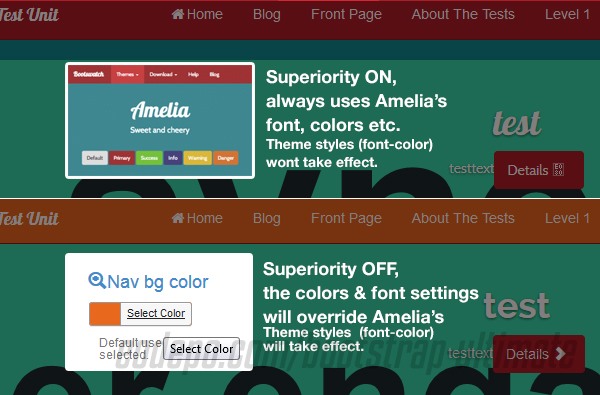 Test Unit
Home Blog Front Page About The Tests Level 1
Bootswatch Themes Download Help Blog
Amelia
Sweet and cheery
Default Primary Success Info Warning Danger
Superiority ON,
always uses Amelia's
font, colors etc.
Theme styles (font-color)
wont take effect.
test
testtext
Details
Test Unit
Home Blog Front Page About The Tests Level 1
Nav bg color
Select Color
Default use
selected.
Select Color
Superiority OFF,
the colors & font settings
will override Amelia's
Theme styles (font-color)
will take effect.
test
testtext
Details